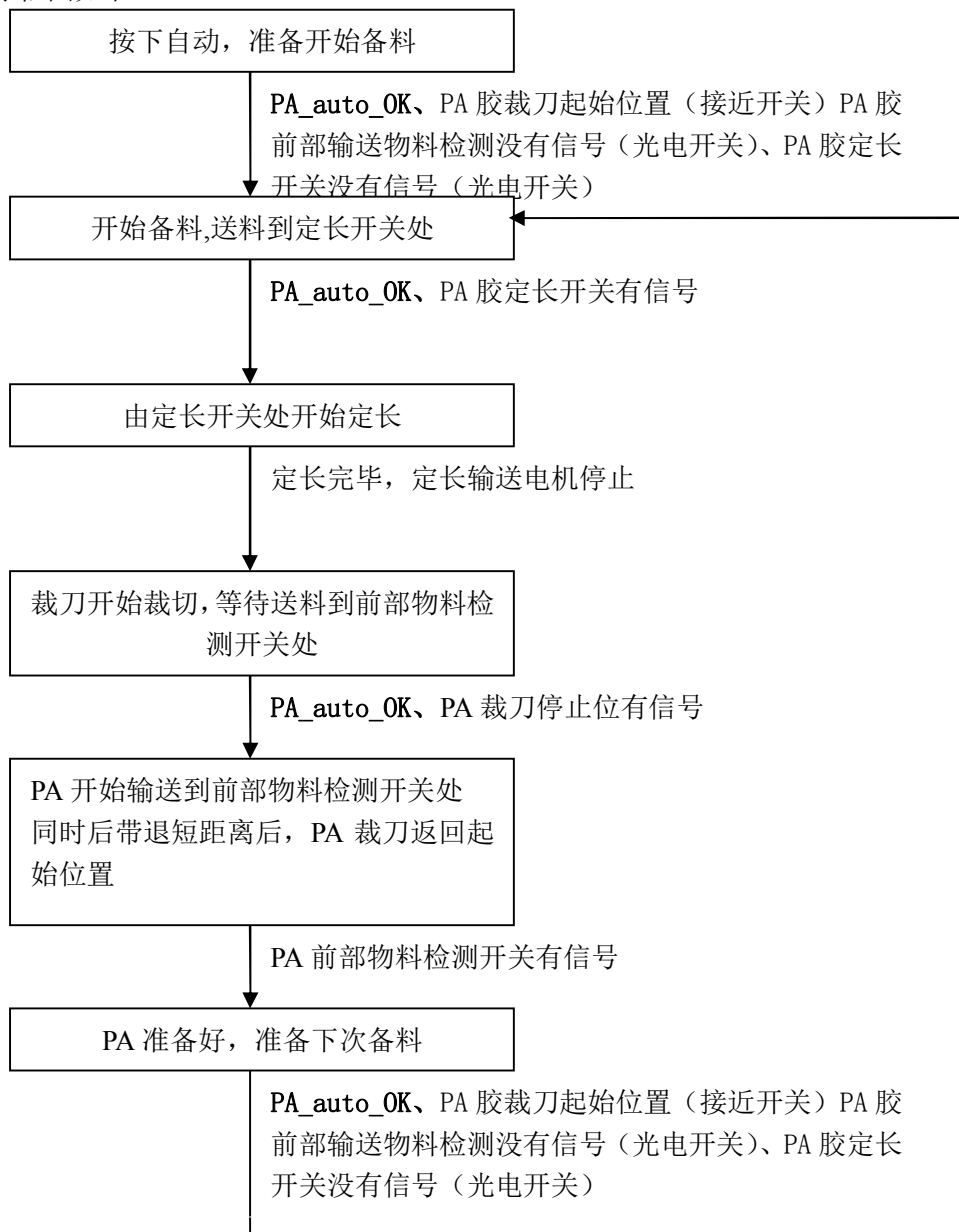 按下自动，准备开始备料
PA_auto_OK、PA 胶裁刀起始位置（接近开关）PA 胶
前部输送物料检测没有信号（光电开关）、PA 胶定长
开关没有信号（光电开关）
开始备料,送料到定长开关处
PA_auto_OK、PA 胶定长开关有信号
由定长开关处开始定长
定长完毕，定长输送电机停止
裁刀开始裁切，等待送料到前部物料检
测开关处
PA_auto_OK、PA 裁刀停止位有信号
PA 开始输送到前部物料检测开关处
同时后带退短距离后，PA 裁刀返回起
始位置
PA 前部物料检测开关有信号
PA 准备好，准备下次备料
PA_auto_OK、PA 胶裁刀起始位置（接近开关）PA 胶
前部输送物料检测没有信号（光电开关）、PA 胶定长
开关没有信号（光电开关）